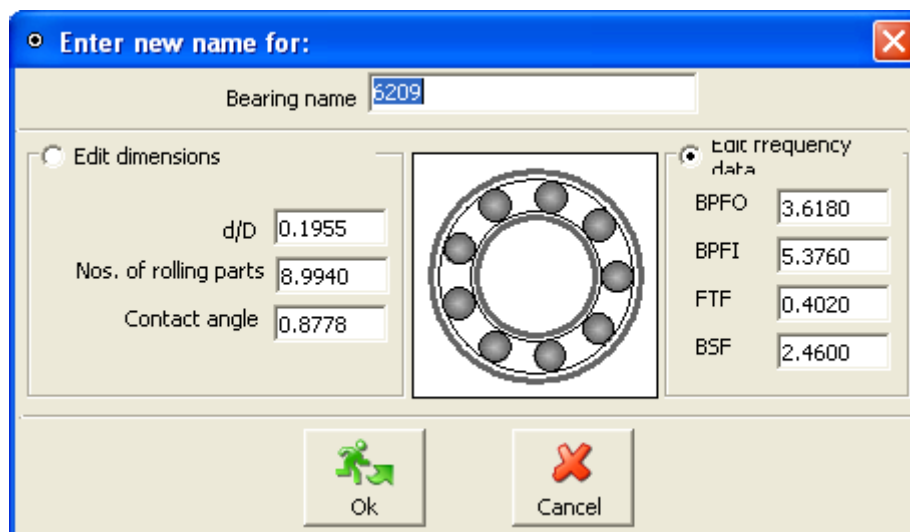 Enter new name for:
Bearing name 6209
Edit dimensions
d/D 0.1955
Nos. of rolling parts 8.9940
Contact angle 0.8778
Edit frequency
data
BPFO 3.6180
BPFI 5.3760
FTF 0.4020
BSF 2.4600
Ok
Cancel